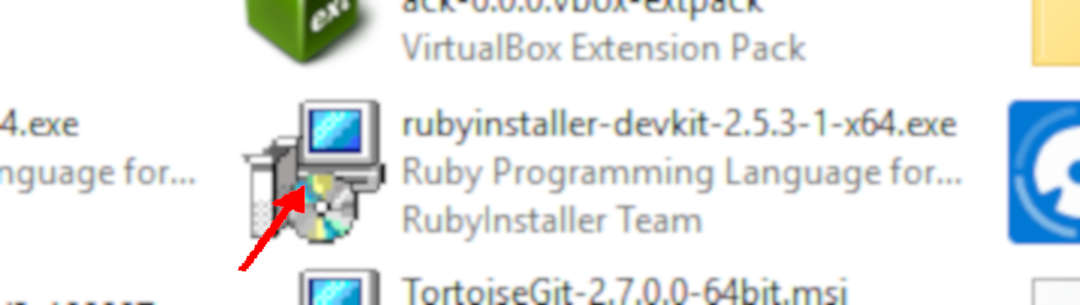 ext
ack-6.0.0.vbox-extpack
VirtualBox Extension Pack
4.exe
rubyinstaller-devkit-2.5.3-1-x64.exe
nguage for...
Ruby Programming Language for...
RubyInstaller Team
TortoiseGit-2.7.0.0-64bit.msi